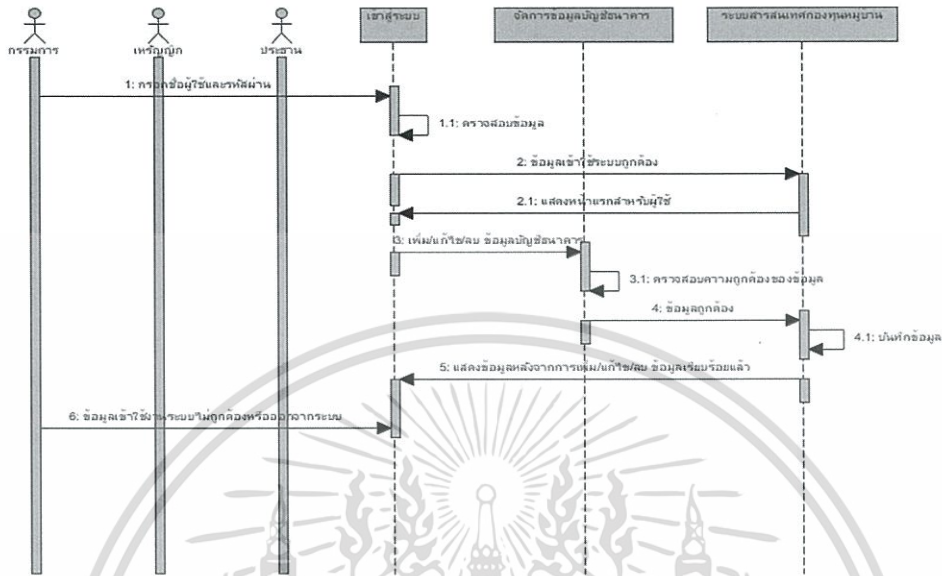 เข้าสู่ระบบ
จัดการข้อมูลบัญชีธนาคาร
ระบบสารสนเทศกองทุนหมู่บ้าน
กรรมการ
เหรัญญิก
ประธาน
1: กรอกชื่อผู้ใช้และรหัสผ่าน
1.1: ตรวจสอบข้อมูล
2: ข้อมูลเข้าใช้ระบบถูกต้อง
2.1: แสดงหน้าแรกสำหรับผู้ใช้
3: เพิ่ม/แก้ไข/ลบ ข้อมูลบัญชีธนาคาร
3.1: ตรวจสอบความถูกต้องของข้อมูล
4: ข้อมูลถูกต้อง
4.1: บันทึกข้อมูล
5: แสดงข้อมูลหลังจากการเพิ่ม/แก้ไข/ลบ ข้อมูลเรียบร้อยแล้ว
6: ข้อมูลเข้าใช้งานระบบไม่ถูกต้องหรือออกจากระบบ